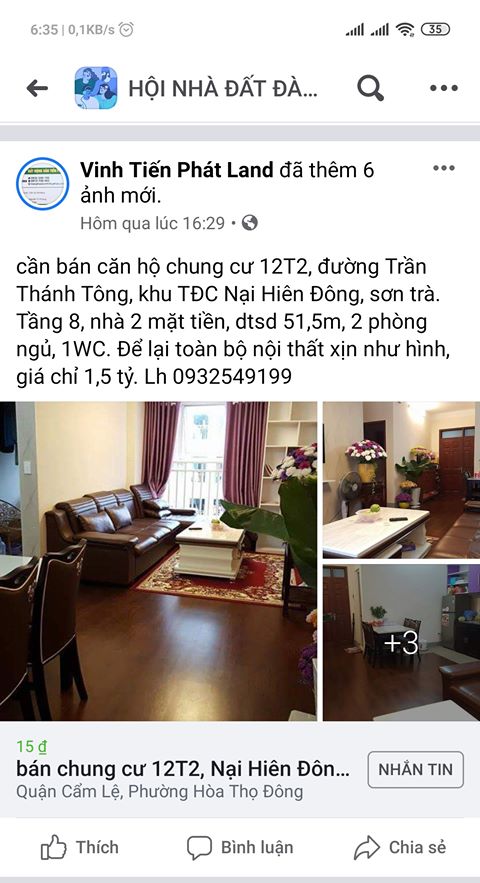 6:35 | 0,1KB/s
35
HỘI NHÀ ĐẤT ĐÀ...
Vinh Tiến Phát Land đã thêm 6
ảnh mới.
Hôm qua lúc 16:29 •
cần bán căn hộ chung cư 12T2, đường Trần
Thánh Tông, khu TĐC Nại Hiên Đông, sơn trà.
Tầng 8, nhà 2 mặt tiền, dtsd 51,5m, 2 phòng
ngủ, 1WC. Để lại toàn bộ nội thất xịn như hình,
giá chỉ 1,5 tỷ. Lh 0932549199
+3
15 ₫
bán chung cư 12T2, Nại Hiên Đôn...
NHẮN TIN
Quận Cẩm Lệ, Phường Hòa Thọ Đông
Thích
Bình luận
Chia sẻ